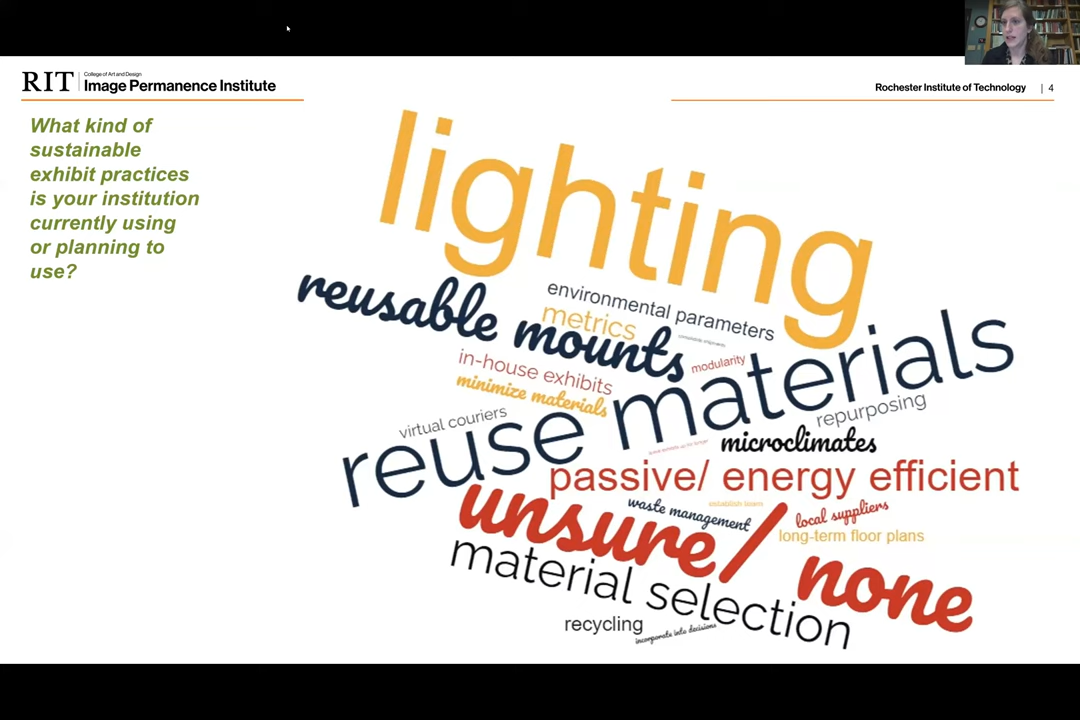 RIT
College of Art and Design
Image Permanence Institute
Rochester Institute of Technology | 4
What kind of
sustainable
exhibit practices
is your institution
currently using
or planning to
use?
lighting
reusable mounts
environmental parameters
metrics
in-house exhibits
modularity
minimize materials
reuse materials
virtual couriers
repurposing
microclimates
passive/ energy efficient
unsure/ none
waste management
establish team
local suppliers
long-term floor plans
material selection
recycling
incorporate into decisions